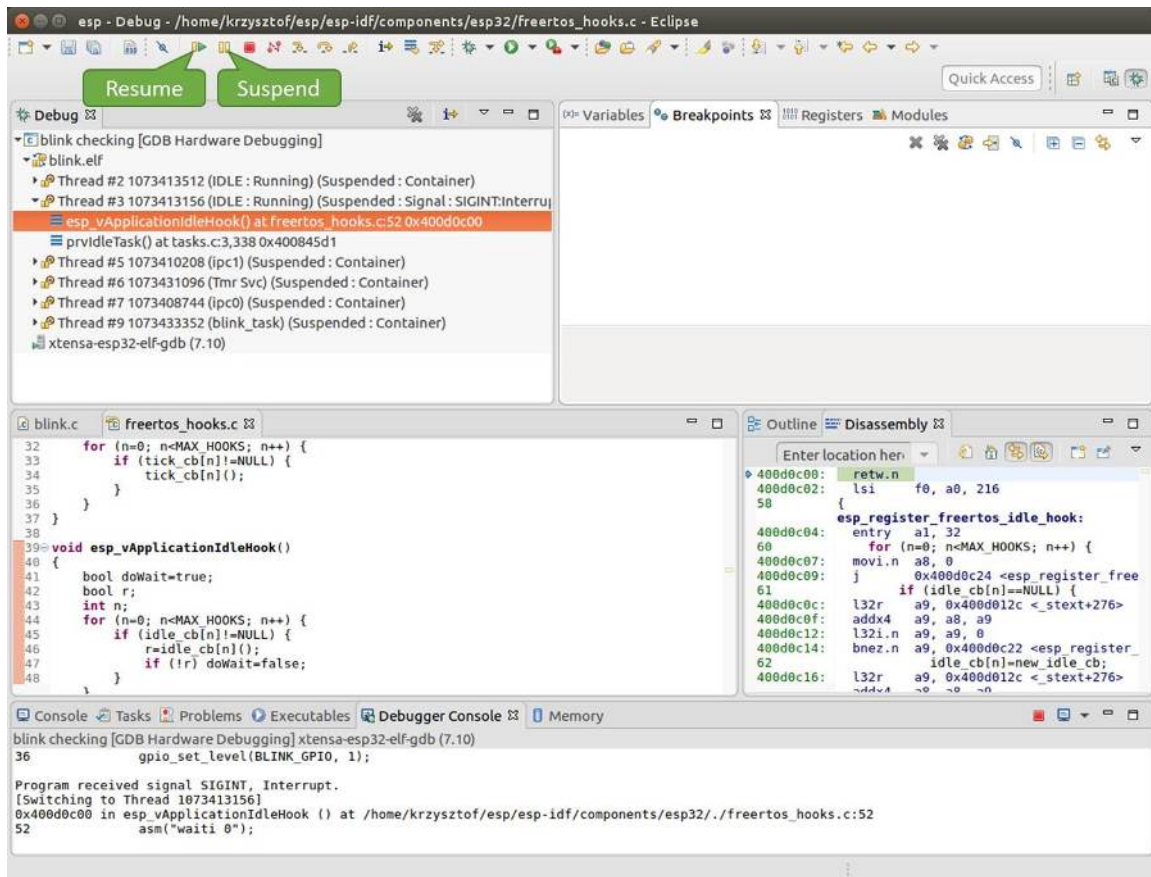 esp - Debug - /home/krzysztof/esp/esp-idf/components/esp32/freertos_hooks.c - Eclipse
Resume
Suspend
Quick Access
Debug
blink checking [GDB Hardware Debugging]
blink.elf
Thread #2 1073413512 (IDLE : Running) (Suspended : Container)
Thread #3 1073413156 (IDLE : Running) (Suspended : Signal : SIGINT:Interru
esp_vApplicationIdleHook() at freertos_hooks.c:52 0x400d0c00
prvIdleTask() at tasks.c:3,338 0x400845d1
Thread #5 1073410208 (ipc1) (Suspended : Container)
Thread #6 1073431096 (Tmr Svc) (Suspended : Container)
Thread #7 1073408744 (ipc0) (Suspended : Container)
Thread #9 1073433352 (blink_task) (Suspended : Container)
xtensa-esp32-elf-gdb (7.10)
(x)= Variables Breakpoints Registers Modules
blink.c freertos_hooks.c
32 for (n=0; n<MAX_HOOKS; n++) {
33 if (tick_cb[n]!=NULL) {
34 tick_cb[n]();
35 }
36 }
37 }
38
39 void esp_vApplicationIdleHook()
40 {
41 bool doWait=true;
42 bool r;
43 int n;
44 for (n=0; n<MAX_HOOKS; n++) {
45 if (idle_cb[n]!=NULL) {
46 r=idle_cb[n]();
47 if (!r) doWait=false;
48 }
}
Outline Disassembly
Enter location her
400d0c00: retw.n
400d0c02: lsi f0, a0, 216
58 {
esp_register_freertos_idle_hook:
400d0c04: entry a1, 32
60 for (n=0; n<MAX_HOOKS; n++) {
400d0c07: movi.n a8, 0
400d0c09: j 0x400d0c24 <esp_register_free
61 if (idle_cb[n]==NULL) {
400d0c0c: l32r a9, 0x400d012c <_stext+276>
400d0c0f: addx4 a9, a8, a9
400d0c12: l32i.n a9, a9, 0
400d0c14: bnez.n a9, 0x400d0c22 <esp_register_
62 idle_cb[n]=new_idle_cb;
400d0c16: l32r a9, 0x400d012c <_stext+276>
addx4 a8, a8, a9
Console Tasks Problems Executables Debugger Console Memory
blink checking [GDB Hardware Debugging] xtensa-esp32-elf-gdb (7.10)
36 gpio_set_level(BLINK_GPIO, 1);
Program received signal SIGINT, Interrupt.
[Switching to Thread 1073413156]
0x400d0c00 in esp_vApplicationIdleHook () at /home/krzysztof/esp/esp-idf/components/esp32/./freertos_hooks.c:52
52 asm("waiti 0");